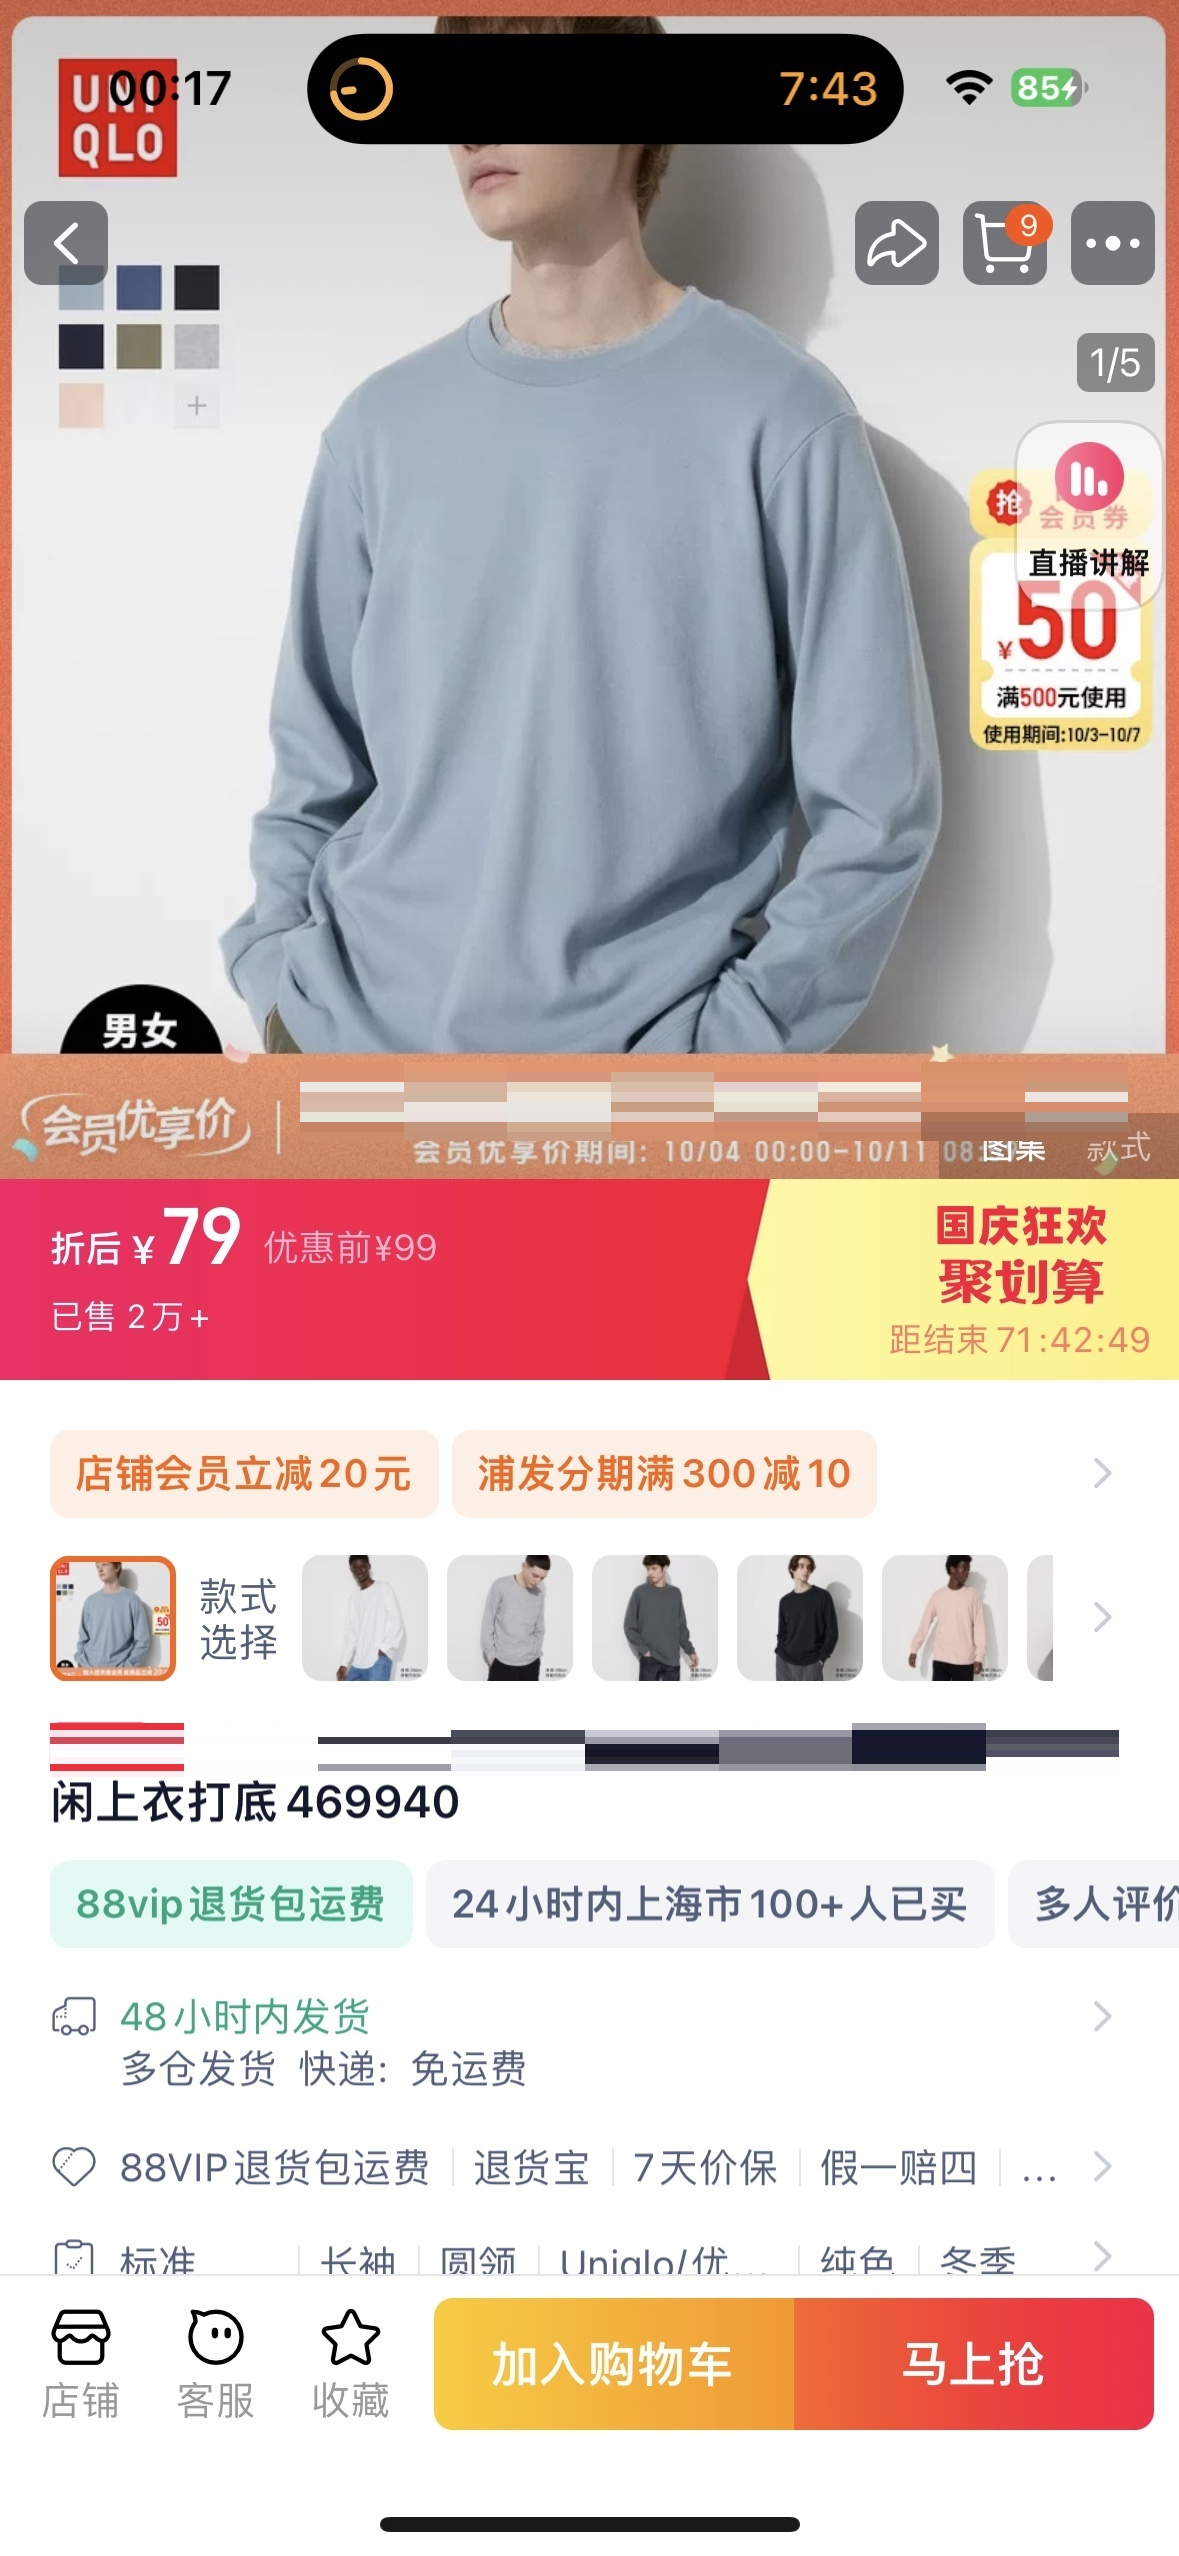 UNI
QLO
00:17
7:43
85
9
1/5
抢
会员券
直播讲解
¥50
满500元使用
使用期间:10/3-10/7
男女
会员优享价
会员优享价期间: 10/04 00:00-10/11 08:
图集 款式
折后 ¥79 优惠前¥99
已售 2万+
国庆狂欢
聚划算
距结束 71:42:49
店铺会员立减20元
浦发分期满300减10
款式
选择
闲上衣打底469940
88vip退货包运费
24小时内上海市100+人已买
多人评价
48小时内发货
多仓发货 快递: 免运费
88VIP退货包运费 退货宝 7天价保 假一赔四 ...
标准 长袖 圆领 Uniqlo/优... 纯色 冬季
店铺
客服
收藏
加入购物车
马上抢